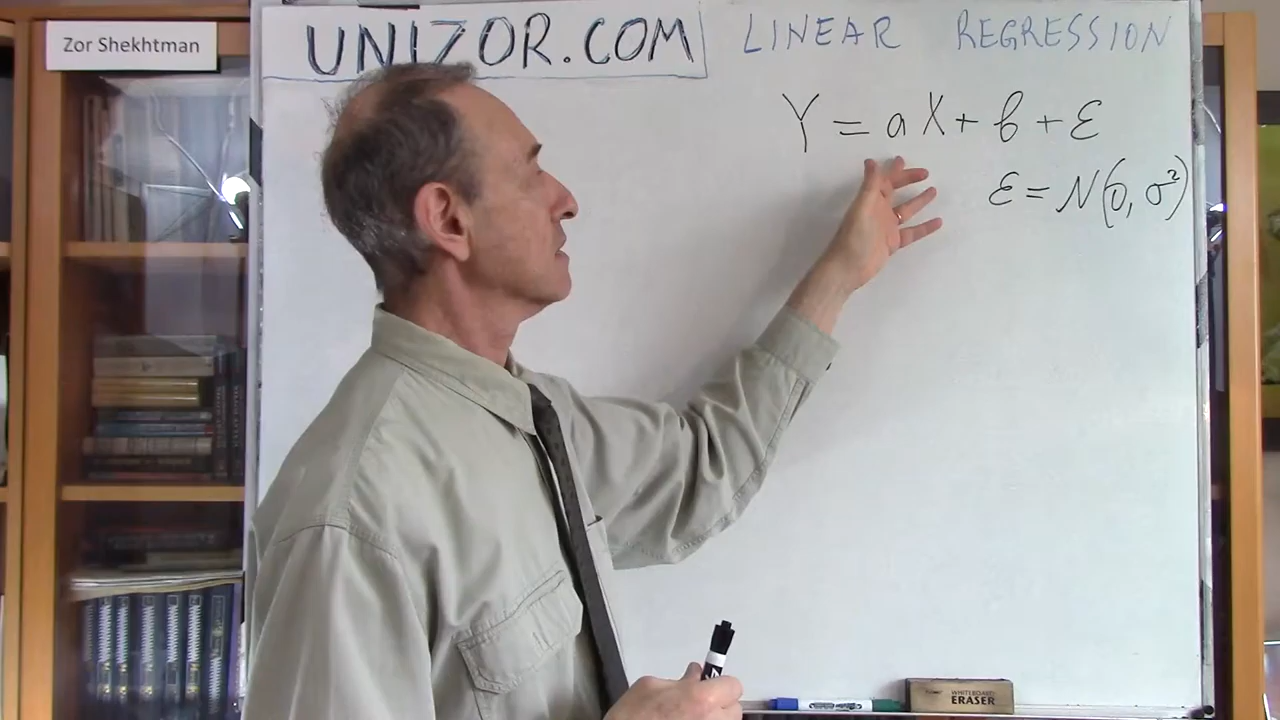 Zor Shekhtman
UNIZOR.COM LINEAR REGRESSION
Y = aX + b + ε
ε = N(0, σ²)
WHITEBOARD
ERASER